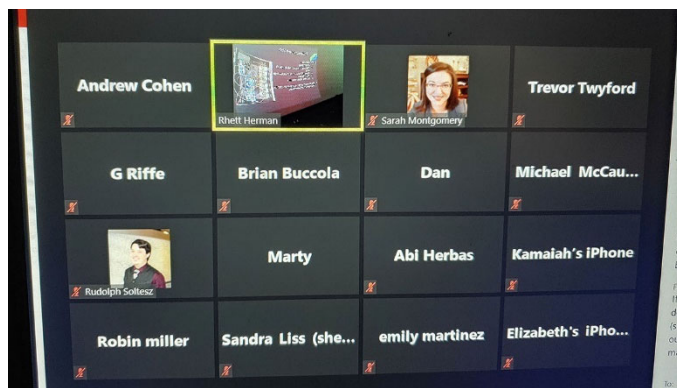 Andrew Cohen
Rhett Herman
Sarah Montgomery
Trevor Twyford
G Riffe
Brian Buccola
Dan
Michael McCau...
Rudolph Soltesz
Marty
Abi Herbas
Kamaiah's iPhone
Robin miller
Sandra Liss (she...
emily martinez
Elizabeth's iPho...
To: